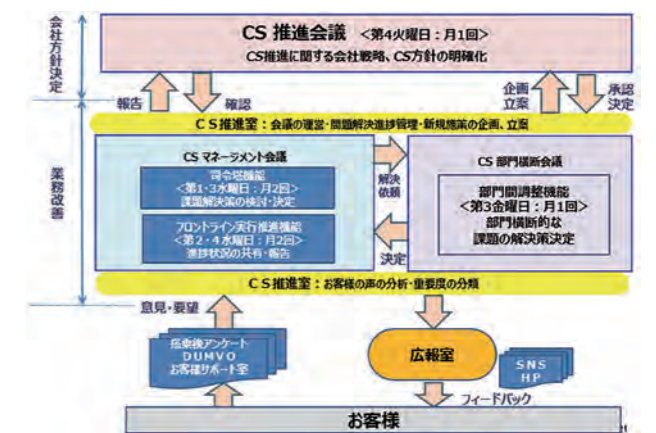 会社方針決定
CS 推進会議 <第4火曜日:月1回>
CS推進に関する会社戦略、CS方針の明確化
報告
確認
企画
立案
承認
決定
業務改善
CS推進室:会議の運営・問題解決進捗管理・新規施策の企画、立案
CS マネーラメント会議
司令塔機能
<第1・3水曜日:月2回>
課題解決策の検討・決定
フロントライン実行推進機能
<第2・4水曜日:月2回>
進捗状況の共有・報告
解決
依頼
決定
CS 部門横断会議
部門間調整機能
<第3金曜日:月1回>
部門横断的な
課題の解決策決定
CS推進室:お客様の声の分析・重要度の分類
意見・要望
搭乗後アンケート
DUMVO
お客様サポート室
広報室
SNS
HP
フィードバック
お客様
21